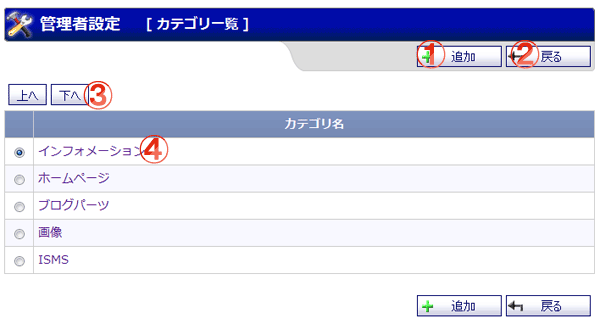 管理者設定 [ カテゴリ一覧 ]
① 追加 ② 戻る
上へ 下へ ③
カテゴリ名
インフォメーション ④
ホームページ
ブログパーツ
画像
ISMS
追加 戻る